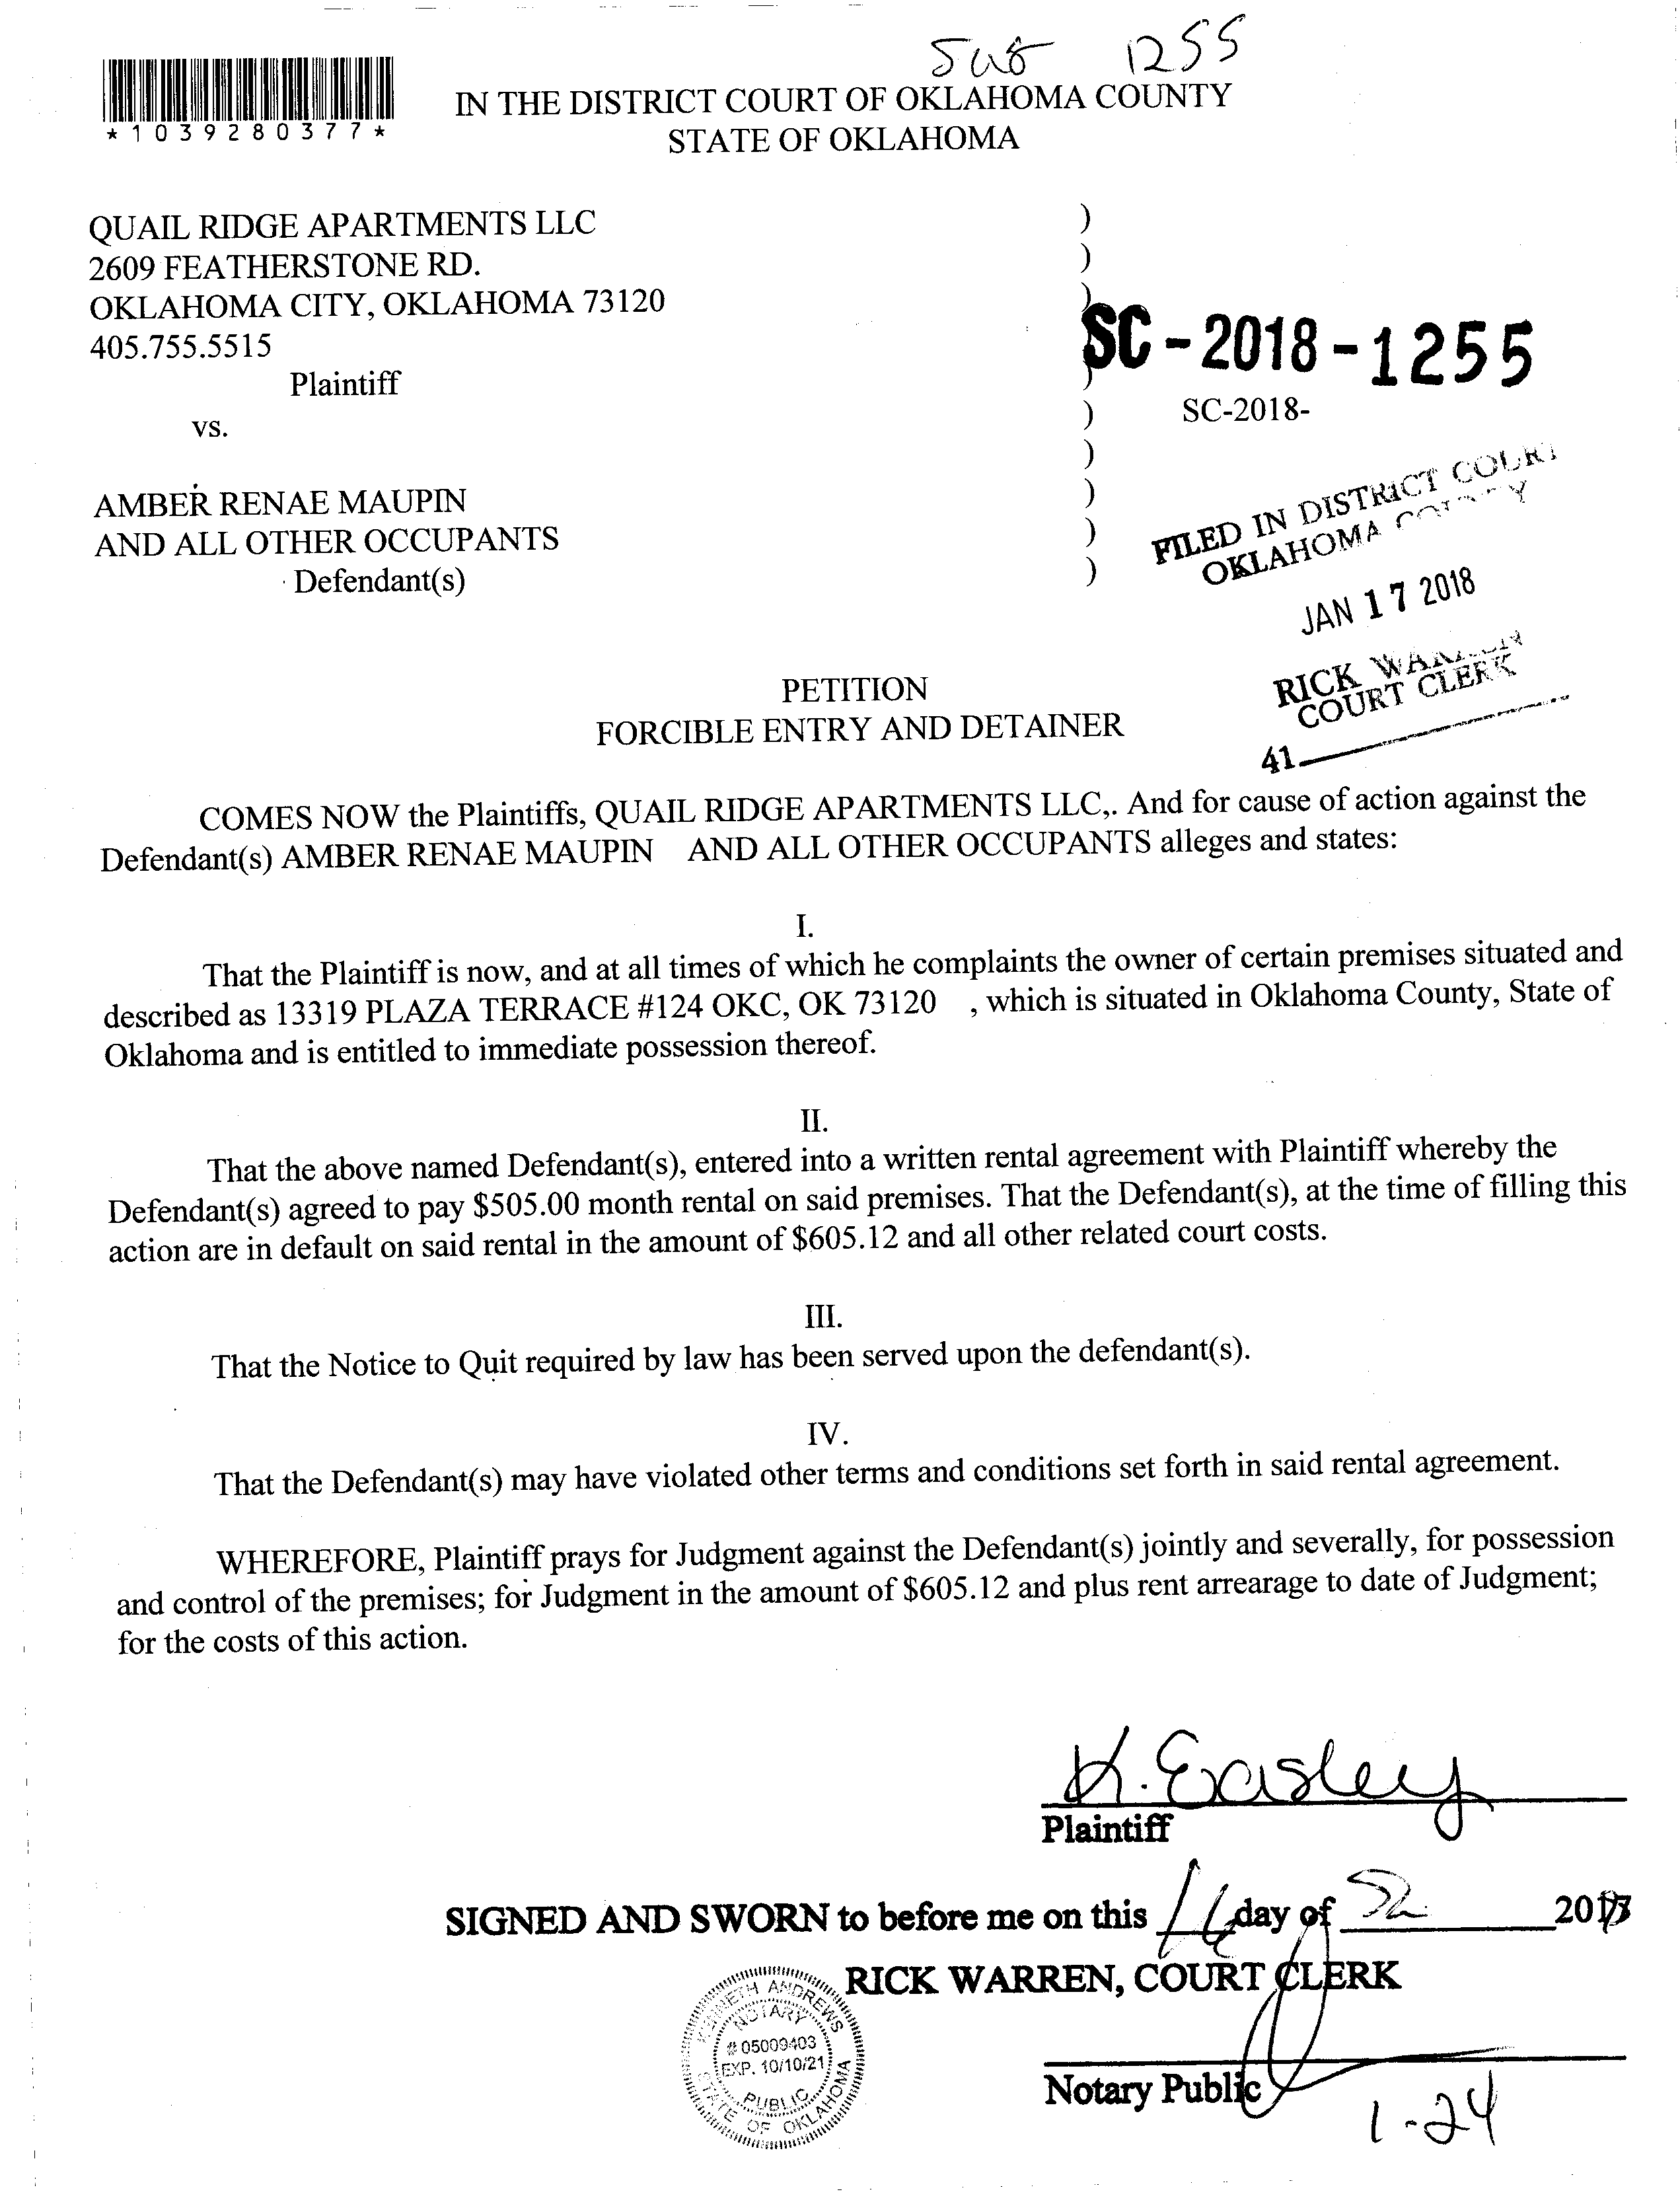 1255
*1039280377*
IN THE DISTRICT COURT OF OKLAHOMA COUNTY
STATE OF OKLAHOMA
QUAIL RIDGE APARTMENTS LLC
2609 FEATHERSTONE RD.
OKLAHOMA CITY, OKLAHOMA 73120
405.755.5515
Plaintiff
vs.
AMBER RENAE MAUPIN
AND ALL OTHER OCCUPANTS
Defendant(s)
)
)
)
)
)
)
)
)
)
)
SC-2018-1255
SC-2018-
FILED IN DISTRICT COURT
OKLAHOMA COUNTY
JAN 17 2018
RICK WARREN
COURT CLERK
41
PETITION
FORCIBLE ENTRY AND DETAINER
COMES NOW the Plaintiffs, QUAIL RIDGE APARTMENTS LLC,. And for cause of action against the
Defendant(s) AMBER RENAE MAUPIN AND ALL OTHER OCCUPANTS alleges and states:
I.
That the Plaintiff is now, and at all times of which he complaints the owner of certain premises situated and
described as 13319 PLAZA TERRACE #124 OKC, OK 73120 , which is situated in Oklahoma County, State of
Oklahoma and is entitled to immediate possession thereof.
II.
That the above named Defendant(s), entered into a written rental agreement with Plaintiff whereby the
Defendant(s) agreed to pay $505.00 month rental on said premises. That the Defendant(s), at the time of filling this
action are in default on said rental in the amount of $605.12 and all other related court costs.
III.
That the Notice to Quit required by law has been served upon the defendant(s).
IV.
That the Defendant(s) may have violated other terms and conditions set forth in said rental agreement.
WHEREFORE, Plaintiff prays for Judgment against the Defendant(s) jointly and severally, for possession
and control of the premises; for Judgment in the amount of $605.12 and plus rent arrearage to date of Judgment;
for the costs of this action.
K. Easley
Plaintiff
SIGNED AND SWORN to before me on this day of 201
RICK WARREN, COURT CLERK
KENNETH ANDREWS
NOTARY
# 05009403
EXP. 10/10/21
PUBLIC
STATE OF OKLAHOMA
Notary Public
1-24